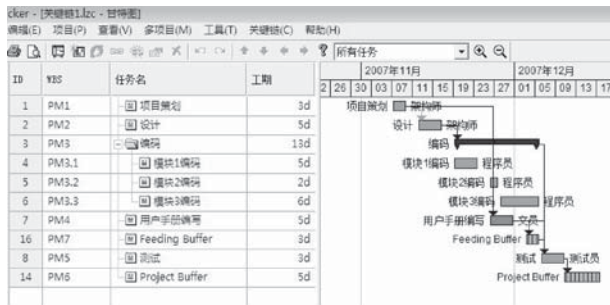 cker - [关键链1.lzc - 甘特图]
编辑(E) 项目(P) 查看(V) 多项目(M) 工具(T) 关键链(C) 帮助(H)
所有任务
2007年11月 2007年12月
ID WBS 任务名 工期 2 26 30 03 07 11 15 19 23 27 01 05 09 13 17
1 PM1 项目策划 3d 项目策划 架构师
2 PM2 设计 5d 设计 架构师
3 PM3 编码 13d 编码
4 PM3.1 模块1编码 5d 模块1编码 程序员
5 PM3.2 模块2编码 2d 模块2编码 程序员
6 PM3.3 模块3编码 6d 模块3编码 程序员
7 PM4 用户手册编写 5d 用户手册编写 文员
16 PM7 Feeding Buffer 3d Feeding Buffer
8 PM5 测试 3d 测试 测试员
14 PM6 Project Buffer 5d Project Buffer